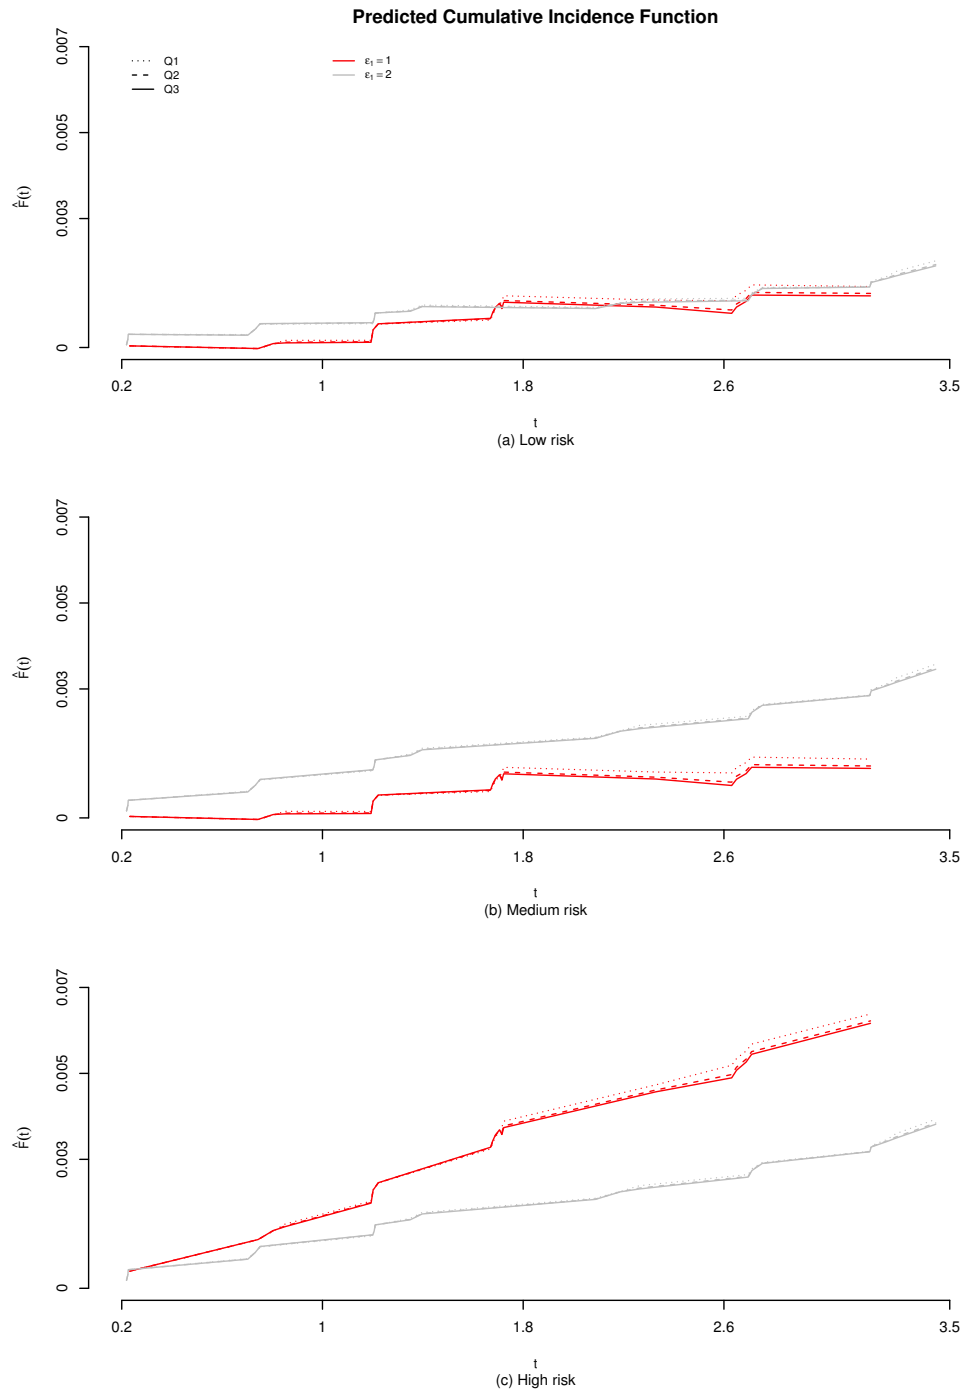 Predicted Cumulative Incidence Function
0.007
0.005
0.003
0
F̂(t)
Q1
Q2
Q3
ε₁ = 1
ε₁ = 2
0.2 1 1.8 2.6 3.5
t
(a) Low risk
0.007
0.005
0.003
0
F̂(t)
0.2 1 1.8 2.6 3.5
t
(b) Medium risk
0.007
0.005
0.003
0
F̂(t)
0.2 1 1.8 2.6 3.5
t
(c) High risk